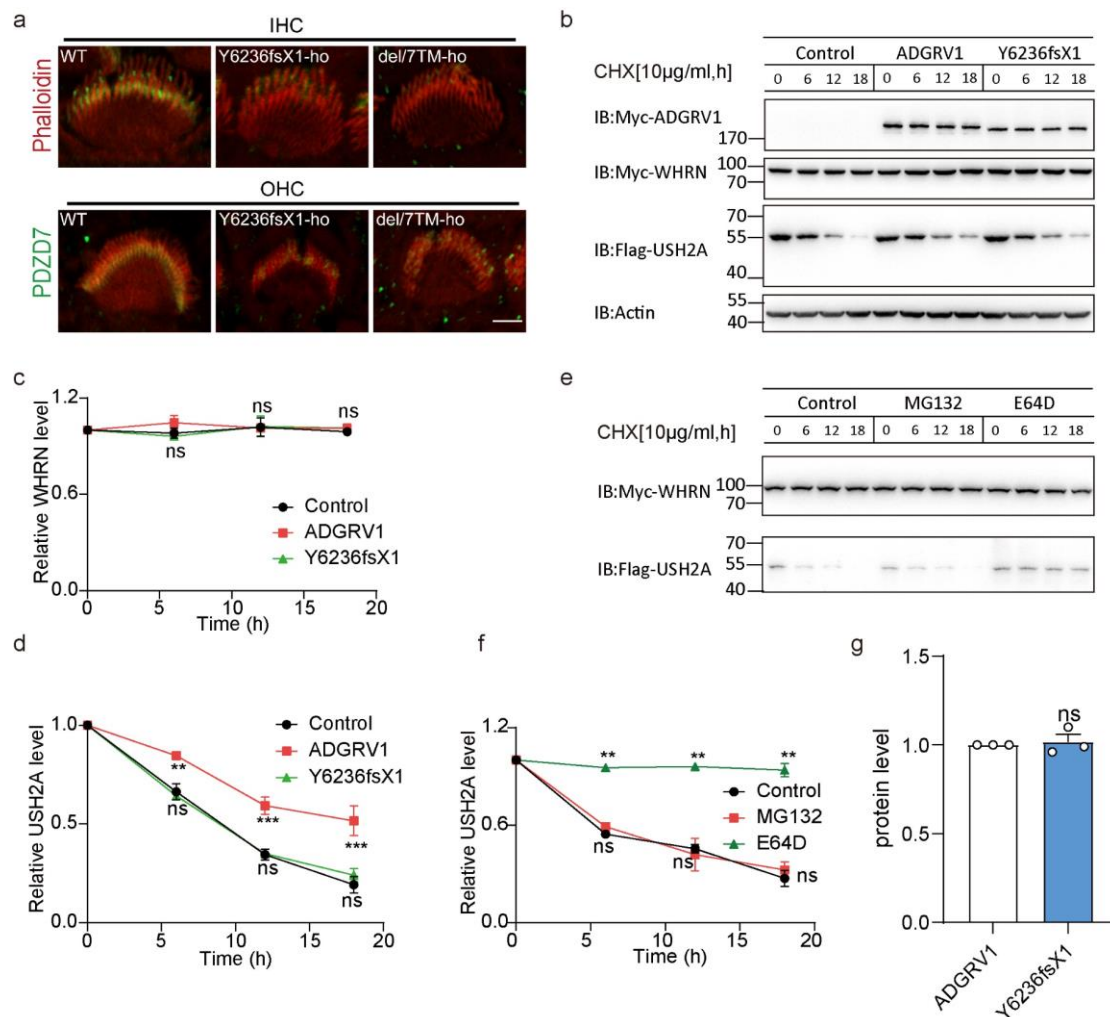 a
IHC
WT
Y6236fsX1-ho
del/7TM-ho
Phalloidin
OHC
WT
Y6236fsX1-ho
del/7TM-ho
PDZD7
b
Control ADGRV1 Y6236fsX1
CHX[10μg/ml,h] 0 6 12 18 0 6 12 18 0 6 12 18
IB:Myc-ADGRV1
170
IB:Myc-WHRN
100
70
IB:Flag-USH2A
70
55
40
IB:Actin
55
40
c
Relative WHRN level
1.2
0.6
0.0
ns
ns
ns
Control
ADGRV1
Y6236fsX1
0 5 10 15 20
Time (h)
e
Control MG132 E64D
CHX[10μg/ml,h] 0 6 12 18 0 6 12 18 0 6 12 18
IB:Myc-WHRN
100
70
IB:Flag-USH2A
70
55
40
d
Relative USH2A level
1.0
0.5
0.0
Control
ADGRV1
Y6236fsX1
**
***
***
ns
ns
ns
0 5 10 15 20
Time (h)
f
Relative USH2A level
1.2
0.6
0.0
** ** **
Control
MG132
E64D
ns
ns
ns
0 5 10 15 20
Time (h)
g
protein level
1.5
1.0
0.5
0.0
ns
ADGRV1
Y6236fsX1